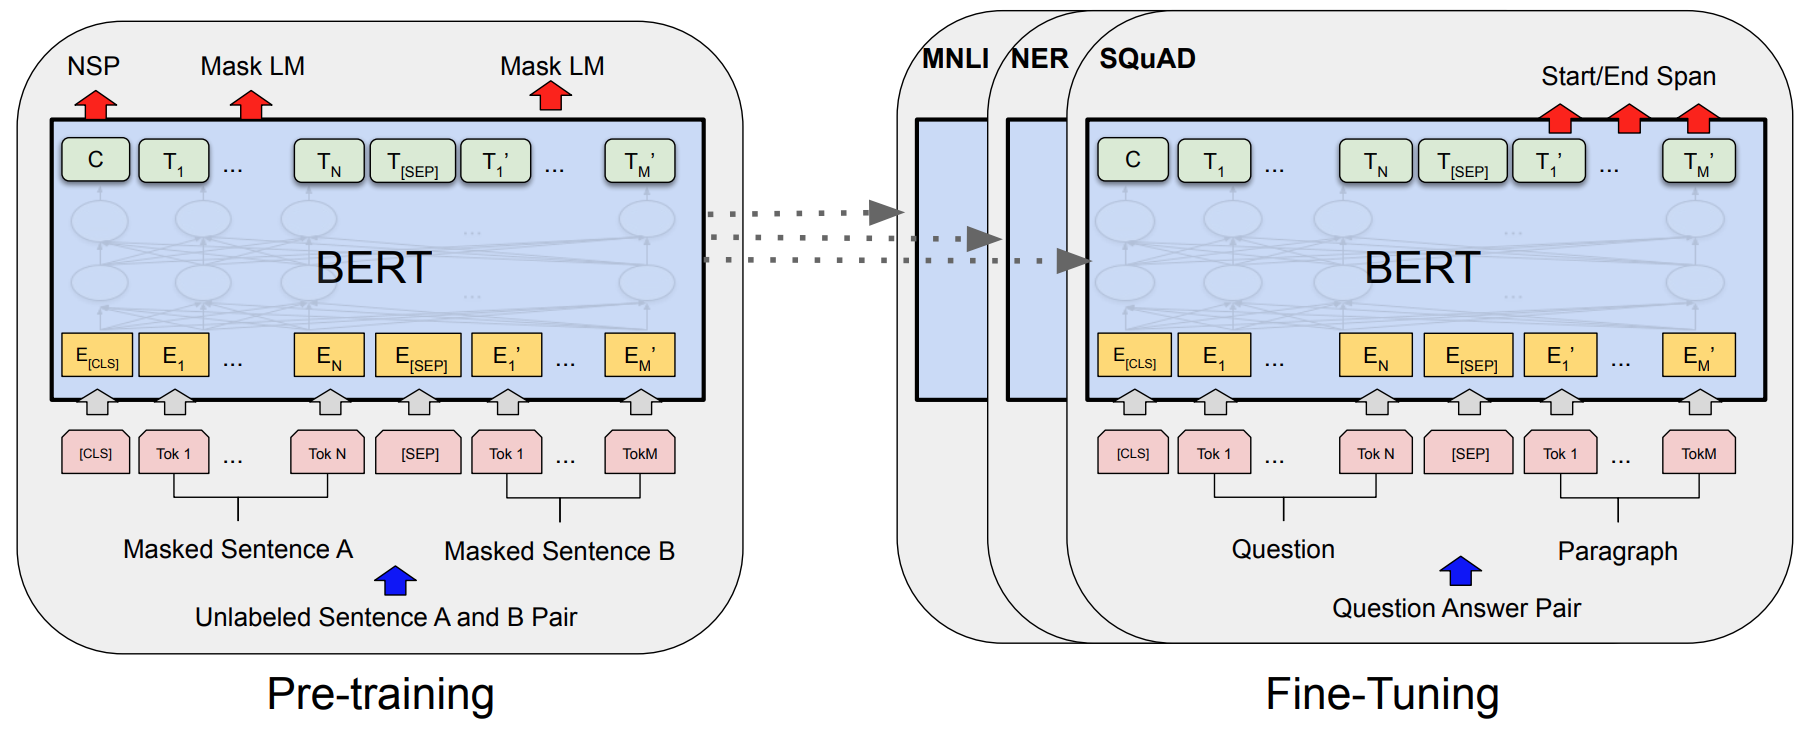 NSP Mask LM Mask LM
C T1 ... TN T[SEP] T1’ ... TM’
...
BERT
...
E[CLS] E1 ... EN E[SEP] E1’ ... EM’
[CLS] Tok 1 ... Tok N [SEP] Tok 1 ... TokM
Masked Sentence A Masked Sentence B
Unlabeled Sentence A and B Pair
Pre-training
MNLI NER SQuAD
Start/End Span
C T1 ... TN T[SEP] T1’ ... TM’
...
BERT
...
E[CLS] E1 ... EN E[SEP] E1’ ... EM’
[CLS] Tok 1 ... Tok N [SEP] Tok 1 ... TokM
Question Paragraph
Question Answer Pair
Fine-Tuning